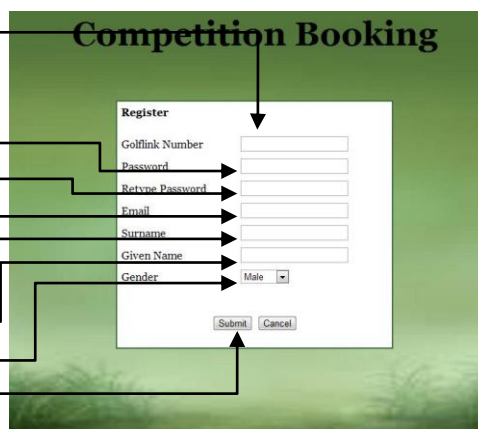 Competition Booking
Register
Golflink Number
Password
Retype Password
Email
Surname
Given Name
Gender Male
Submit Cancel